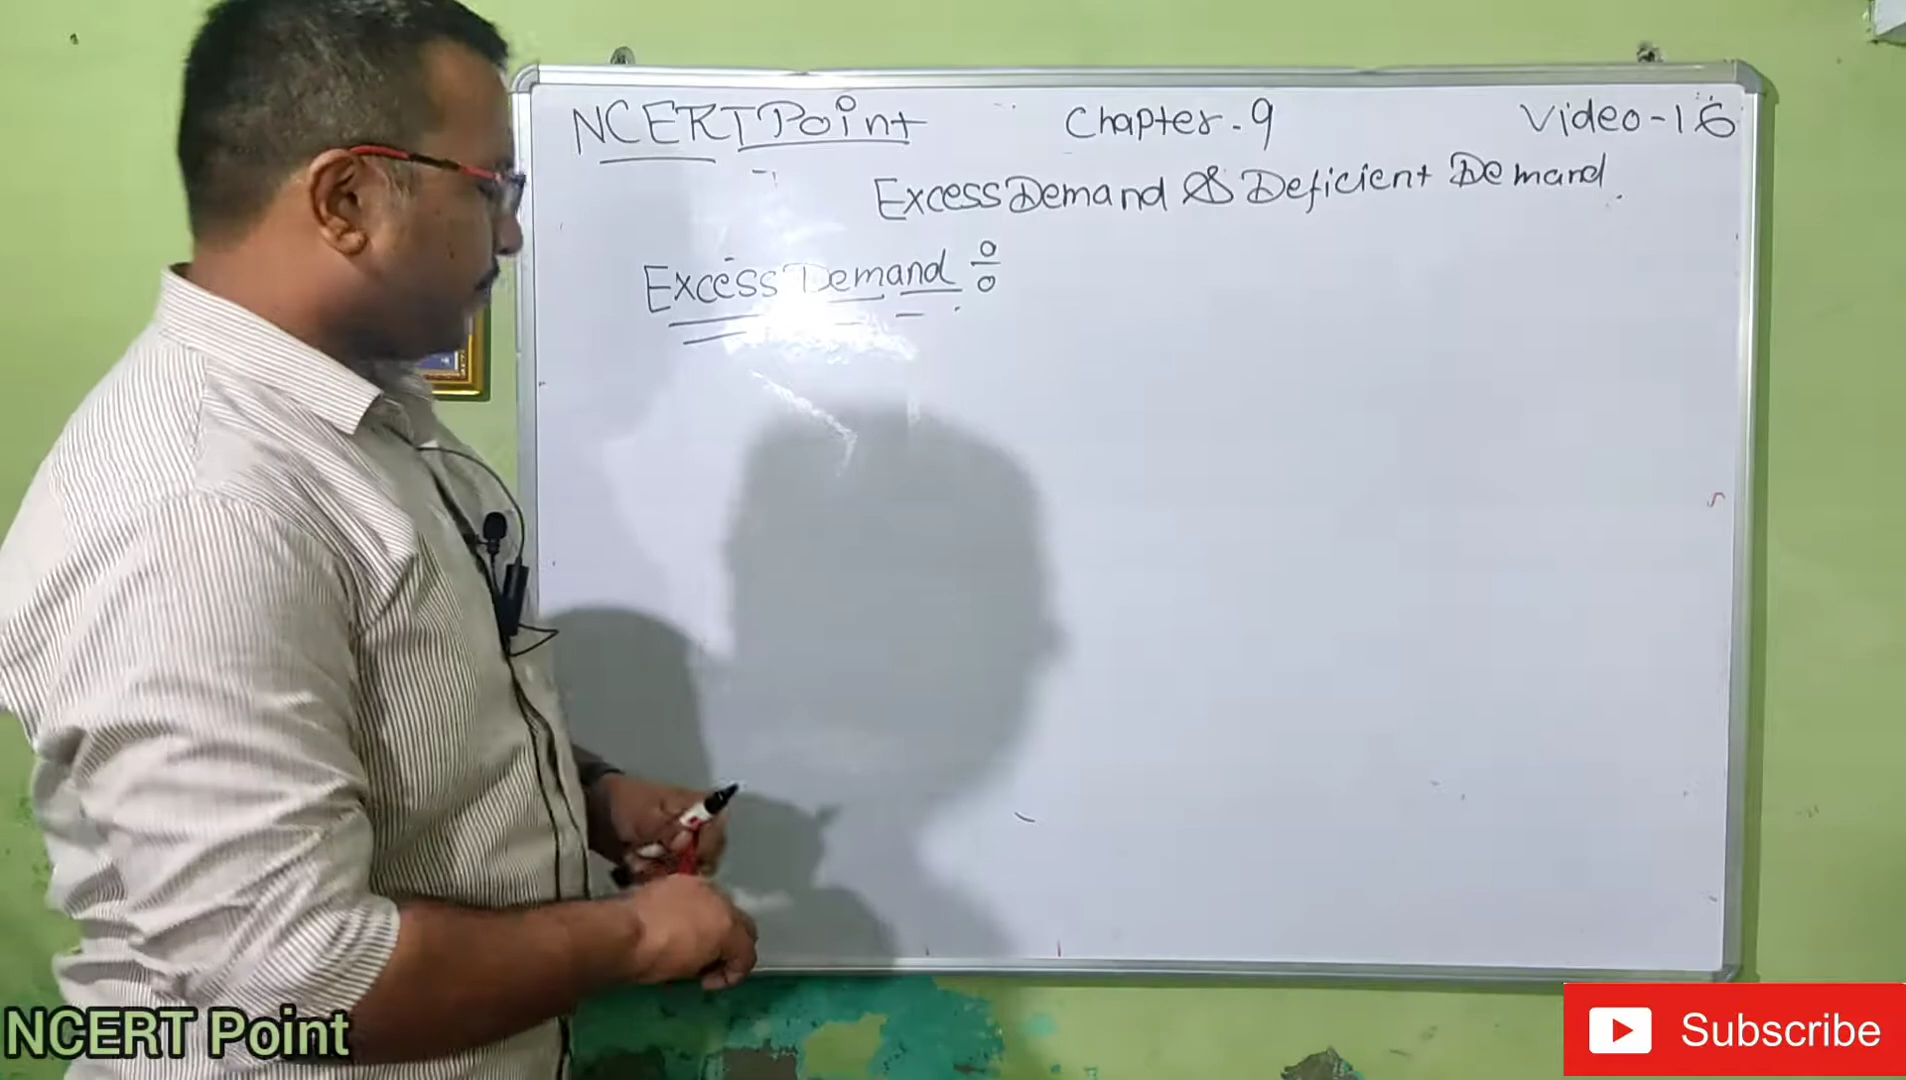 NCERT Point Chapter-9 Video-16
Excess Demand & Deficient Demand
Excess Demand
NCERT Point
Subscribe